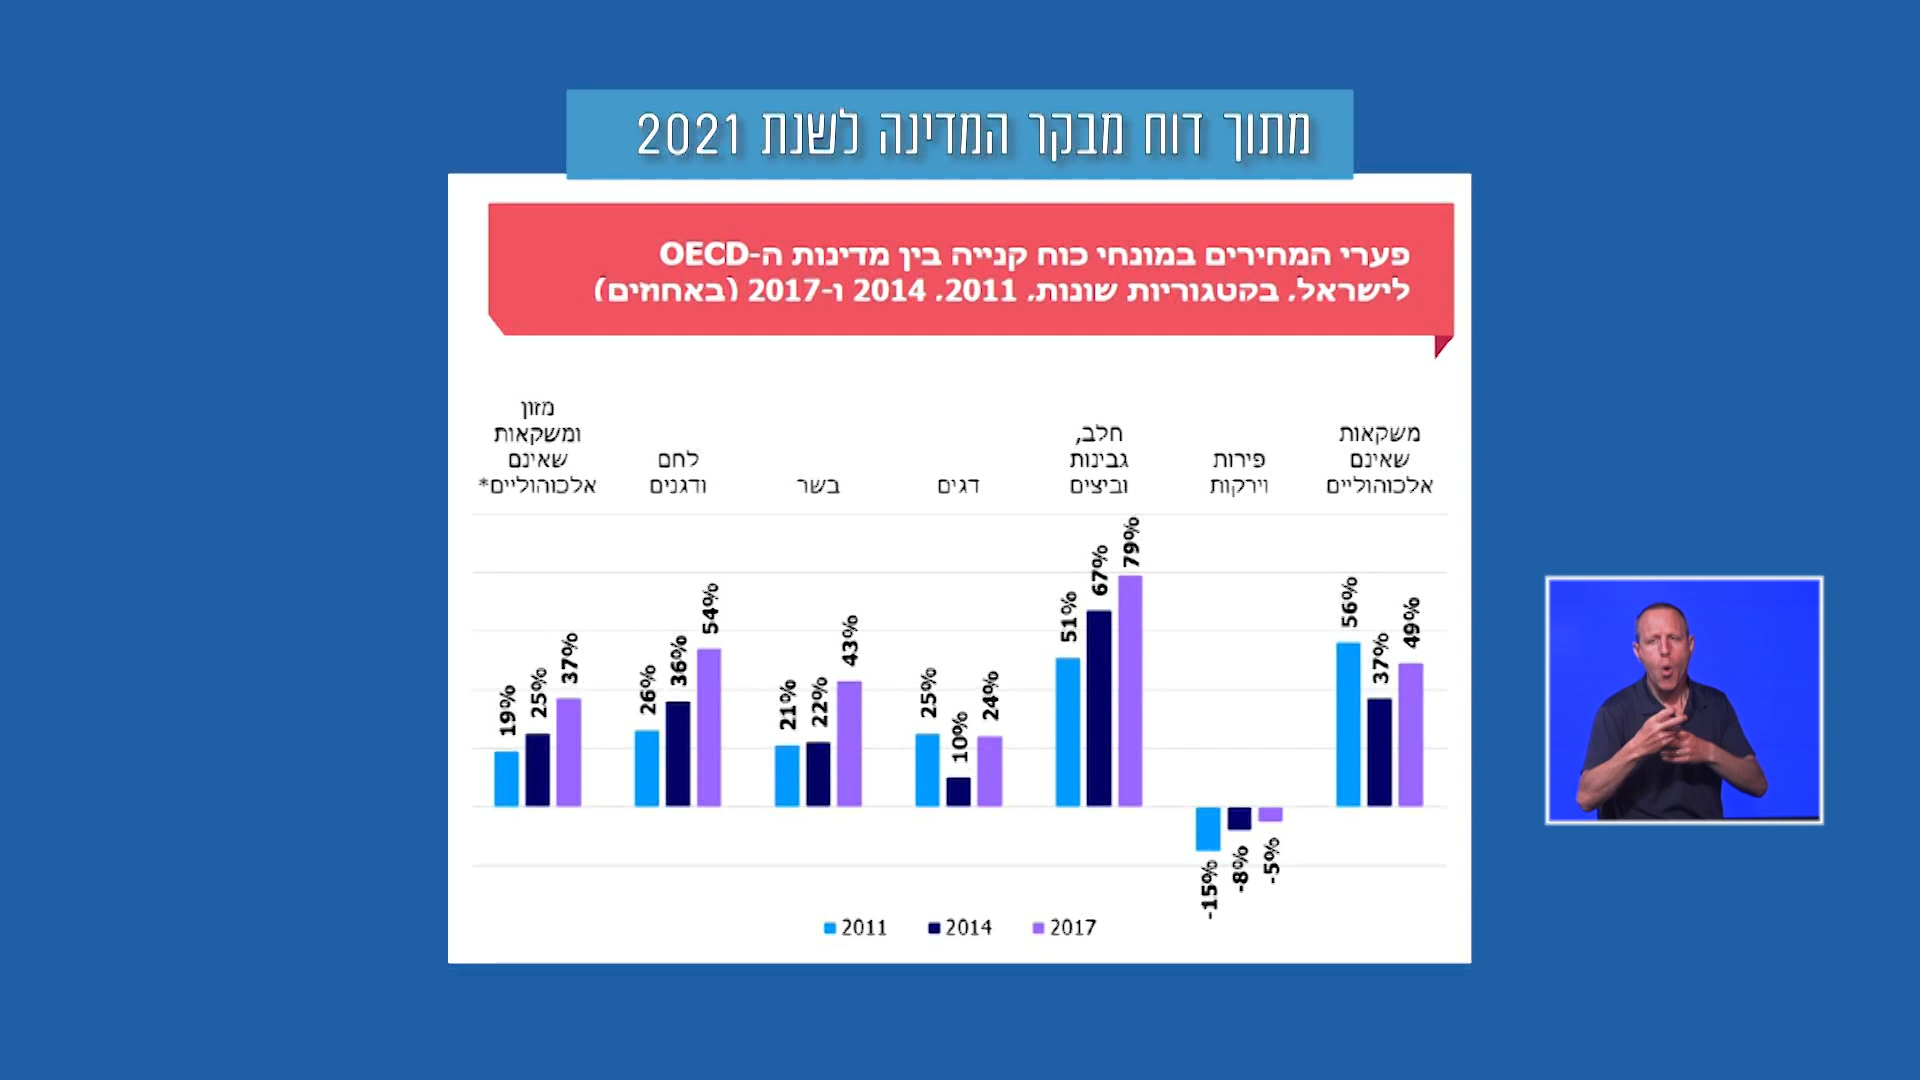 מתוך דוח מבקר המדינה לשנת 2021
פערי המחירים במונחי כוח קנייה בין מדינות ה-OECD
לישראל, בקטגוריות שונות, 2011, 2014 ו-2017 (באחוזים)
מזון
ומשקאות
שאינם
אלכוהוליים*
לחם
ודגנים
בשר
דגים
חלב,
גבינות
וביצים
פירות
וירקות
משקאות
שאינם
אלכוהוליים
19%
25%
37%
26%
36%
54%
21%
22%
43%
25%
10%
24%
51%
67%
79%
-15%
-8%
-5%
56%
37%
49%
2011
2014
2017